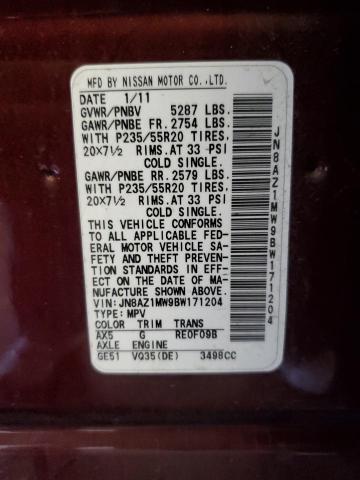 MFD BY NISSAN MOTOR CO.,LTD.
DATE 1/11
GVWR/PNBV 5287 LBS.
GAWR/PNBE FR. 2754 LBS.
WITH P235/55R20 TIRES,
20×7½ RIMS.AT 33 PSI
COLD SINGLE.
GAWR/PNBE RR. 2579 LBS.
WITH P235/55R20 TIRES,
20×7½ RIMS.AT 33 PSI
COLD SINGLE.
THIS VEHICLE CONFORMS
TO ALL APPLICABLE FED-
ERAL MOTOR VEHICLE SA-
FETY AND THEFT PREVEN-
TION STANDARDS IN EFF-
ECT ON THE DATE OF MA-
NUFACTURE SHOWN ABOVE.
VIN: JN8AZ1MW9BW171204
TYPE: MPV
COLOR TRIM TRANS
AX5 G RE0F09B
AXLE ENGINE
GE51 VQ35(DE) 3498CC
JN8AZ1MW9BW171204